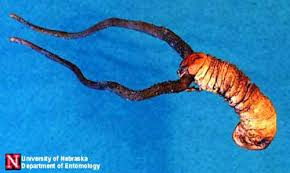 N University of Nebraska
Department of Entomology